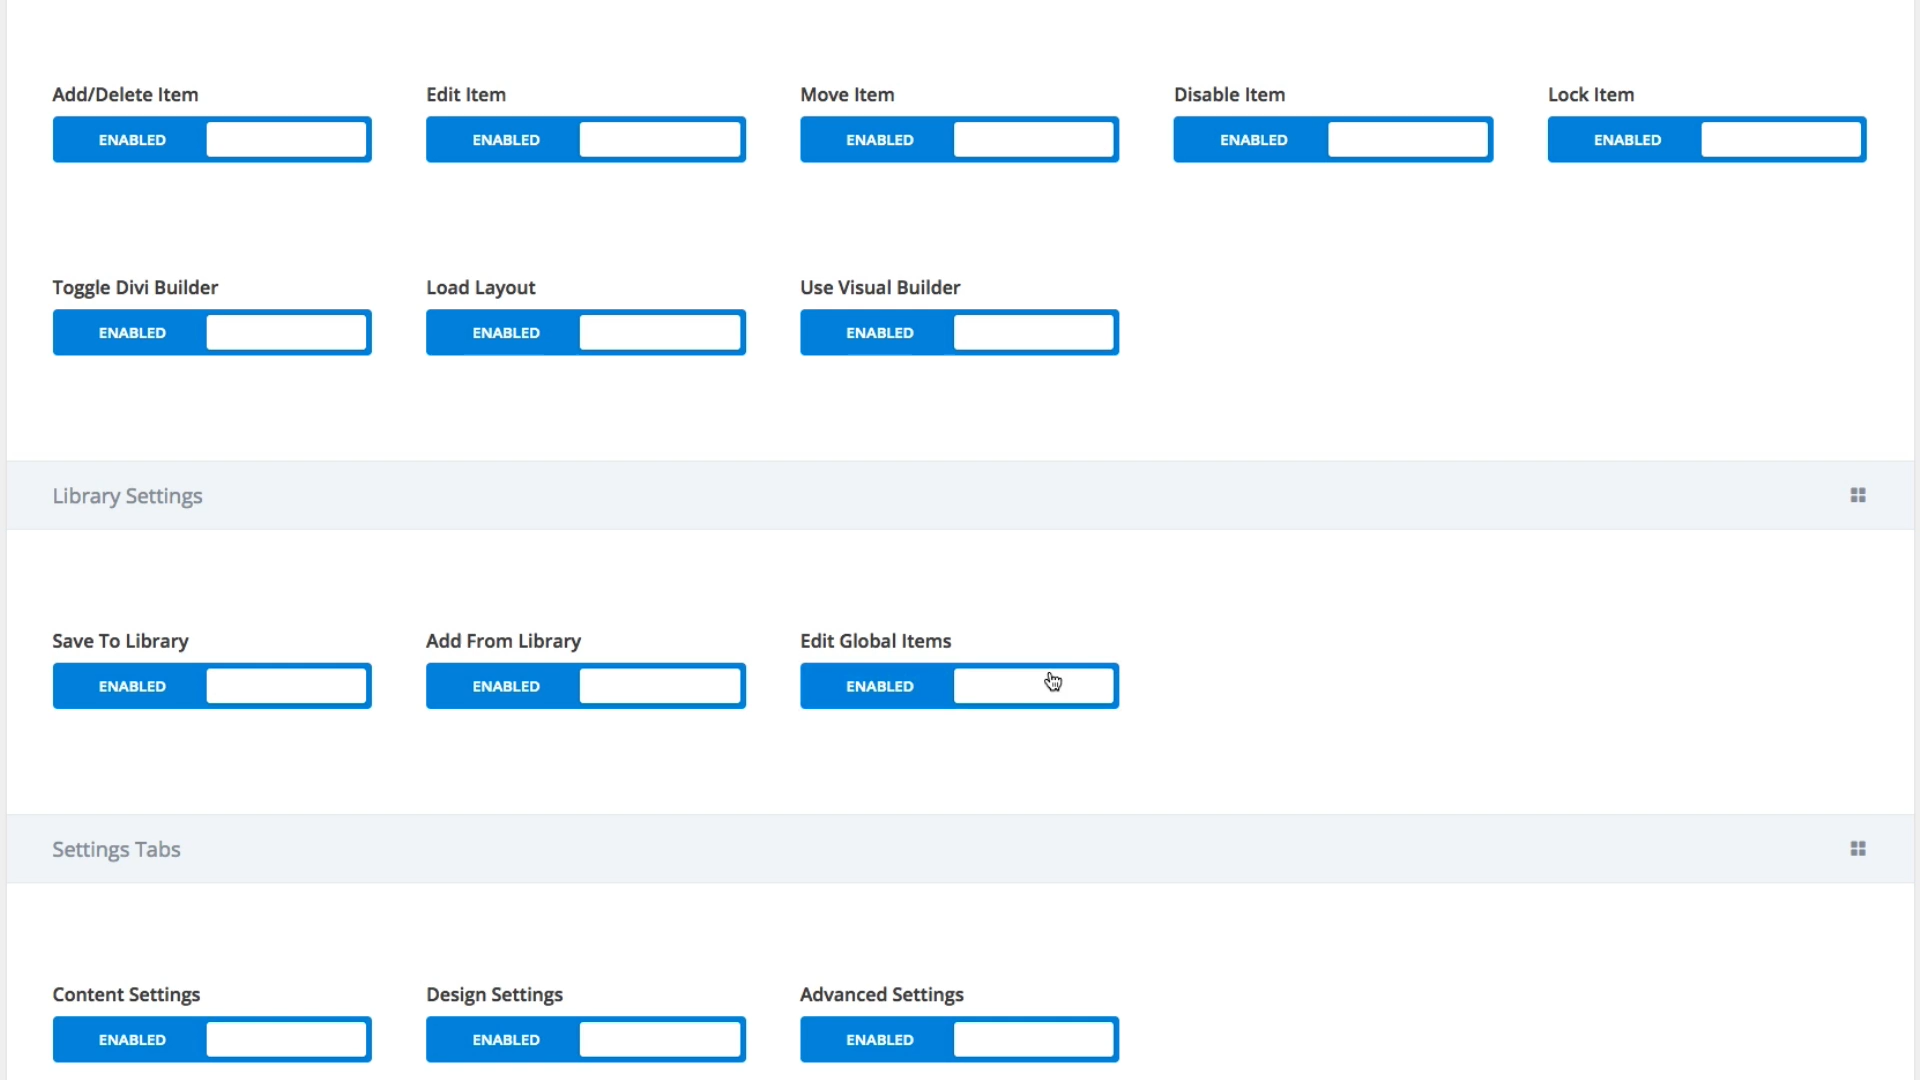 Add/Delete Item Edit Item Move Item Disable Item Lock Item
ENABLED ENABLED ENABLED ENABLED ENABLED
Toggle Divi Builder Load Layout Use Visual Builder
ENABLED ENABLED ENABLED
Library Settings
Save To Library Add From Library Edit Global Items
ENABLED ENABLED ENABLED
Settings Tabs
Content Settings Design Settings Advanced Settings
ENABLED ENABLED ENABLED